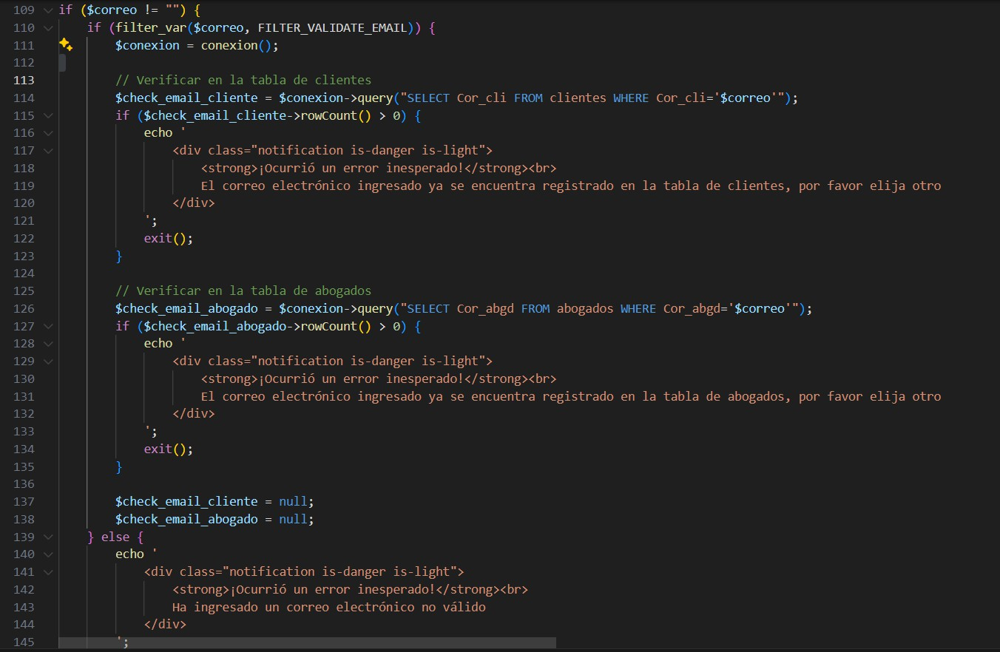 109 if ($correo != "") {
110 if (filter_var($correo, FILTER_VALIDATE_EMAIL)) {
111 $conexion = conexion();
112
113 // Verificar en la tabla de clientes
114 $check_email_cliente = $conexion->query("SELECT Cor_cli FROM clientes WHERE Cor_cli='$correo'");
115 if ($check_email_cliente->rowCount() > 0) {
116 echo '
117 <div class="notification is-danger is-light">
118 <strong>¡Ocurrió un error inesperado!</strong><br>
119 El correo electrónico ingresado ya se encuentra registrado en la tabla de clientes, por favor elija otro
120 </div>
121 ';
122 exit();
123 }
124
125 // Verificar en la tabla de abogados
126 $check_email_abogado = $conexion->query("SELECT Cor_abgd FROM abogados WHERE Cor_abgd='$correo'");
127 if ($check_email_abogado->rowCount() > 0) {
128 echo '
129 <div class="notification is-danger is-light">
130 <strong>¡Ocurrió un error inesperado!</strong><br>
131 El correo electrónico ingresado ya se encuentra registrado en la tabla de abogados, por favor elija otro
132 </div>
133 ';
134 exit();
135 }
136
137 $check_email_cliente = null;
138 $check_email_abogado = null;
139 } else {
140 echo '
141 <div class="notification is-danger is-light">
142 <strong>¡Ocurrió un error inesperado!</strong><br>
143 Ha ingresado un correo electrónico no válido
144 </div>
145 ';